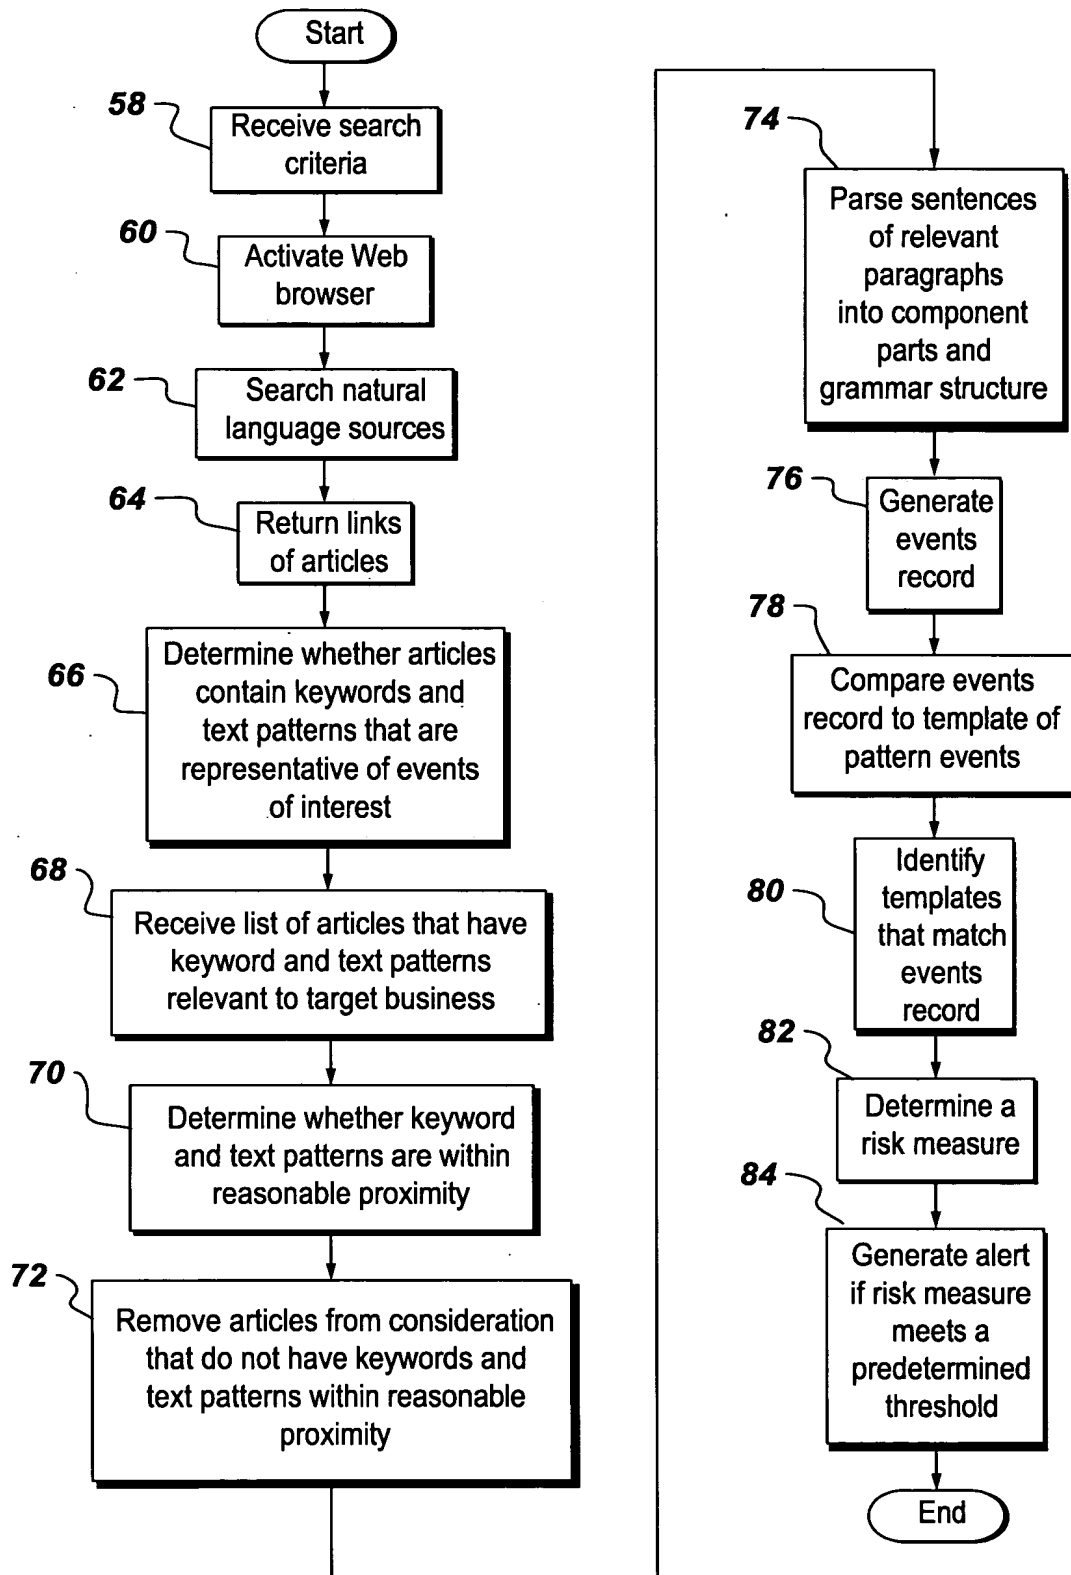 Start
58
Receive search
criteria
60
Activate Web
browser
62
Search natural
language sources
64
Return links
of articles
66
Determine whether articles
contain keywords and
text patterns that are
representative of events
of interest
68
Receive list of articles that have
keyword and text patterns
relevant to target business
70
Determine whether keyword
and text patterns are within
reasonable proximity
72
Remove articles from consideration
that do not have keywords and
text patterns within reasonable
proximity
74
Parse sentences
of relevant
paragraphs
into component
parts and
grammar structure
76
Generate
events
record
78
Compare events
record to template of
pattern events
80
Identify
templates
that match
events
record
82
Determine a
risk measure
84
Generate alert
if risk measure
meets a
predetermined
threshold
End